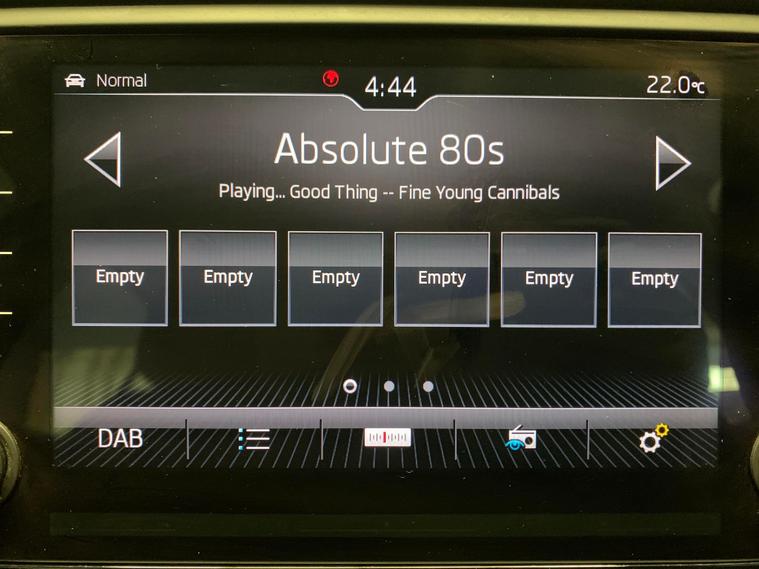 Normal
4:44
22.0°C
Absolute 80s
Playing... Good Thing -- Fine Young Cannibals
Empty Empty Empty Empty Empty Empty
DAB